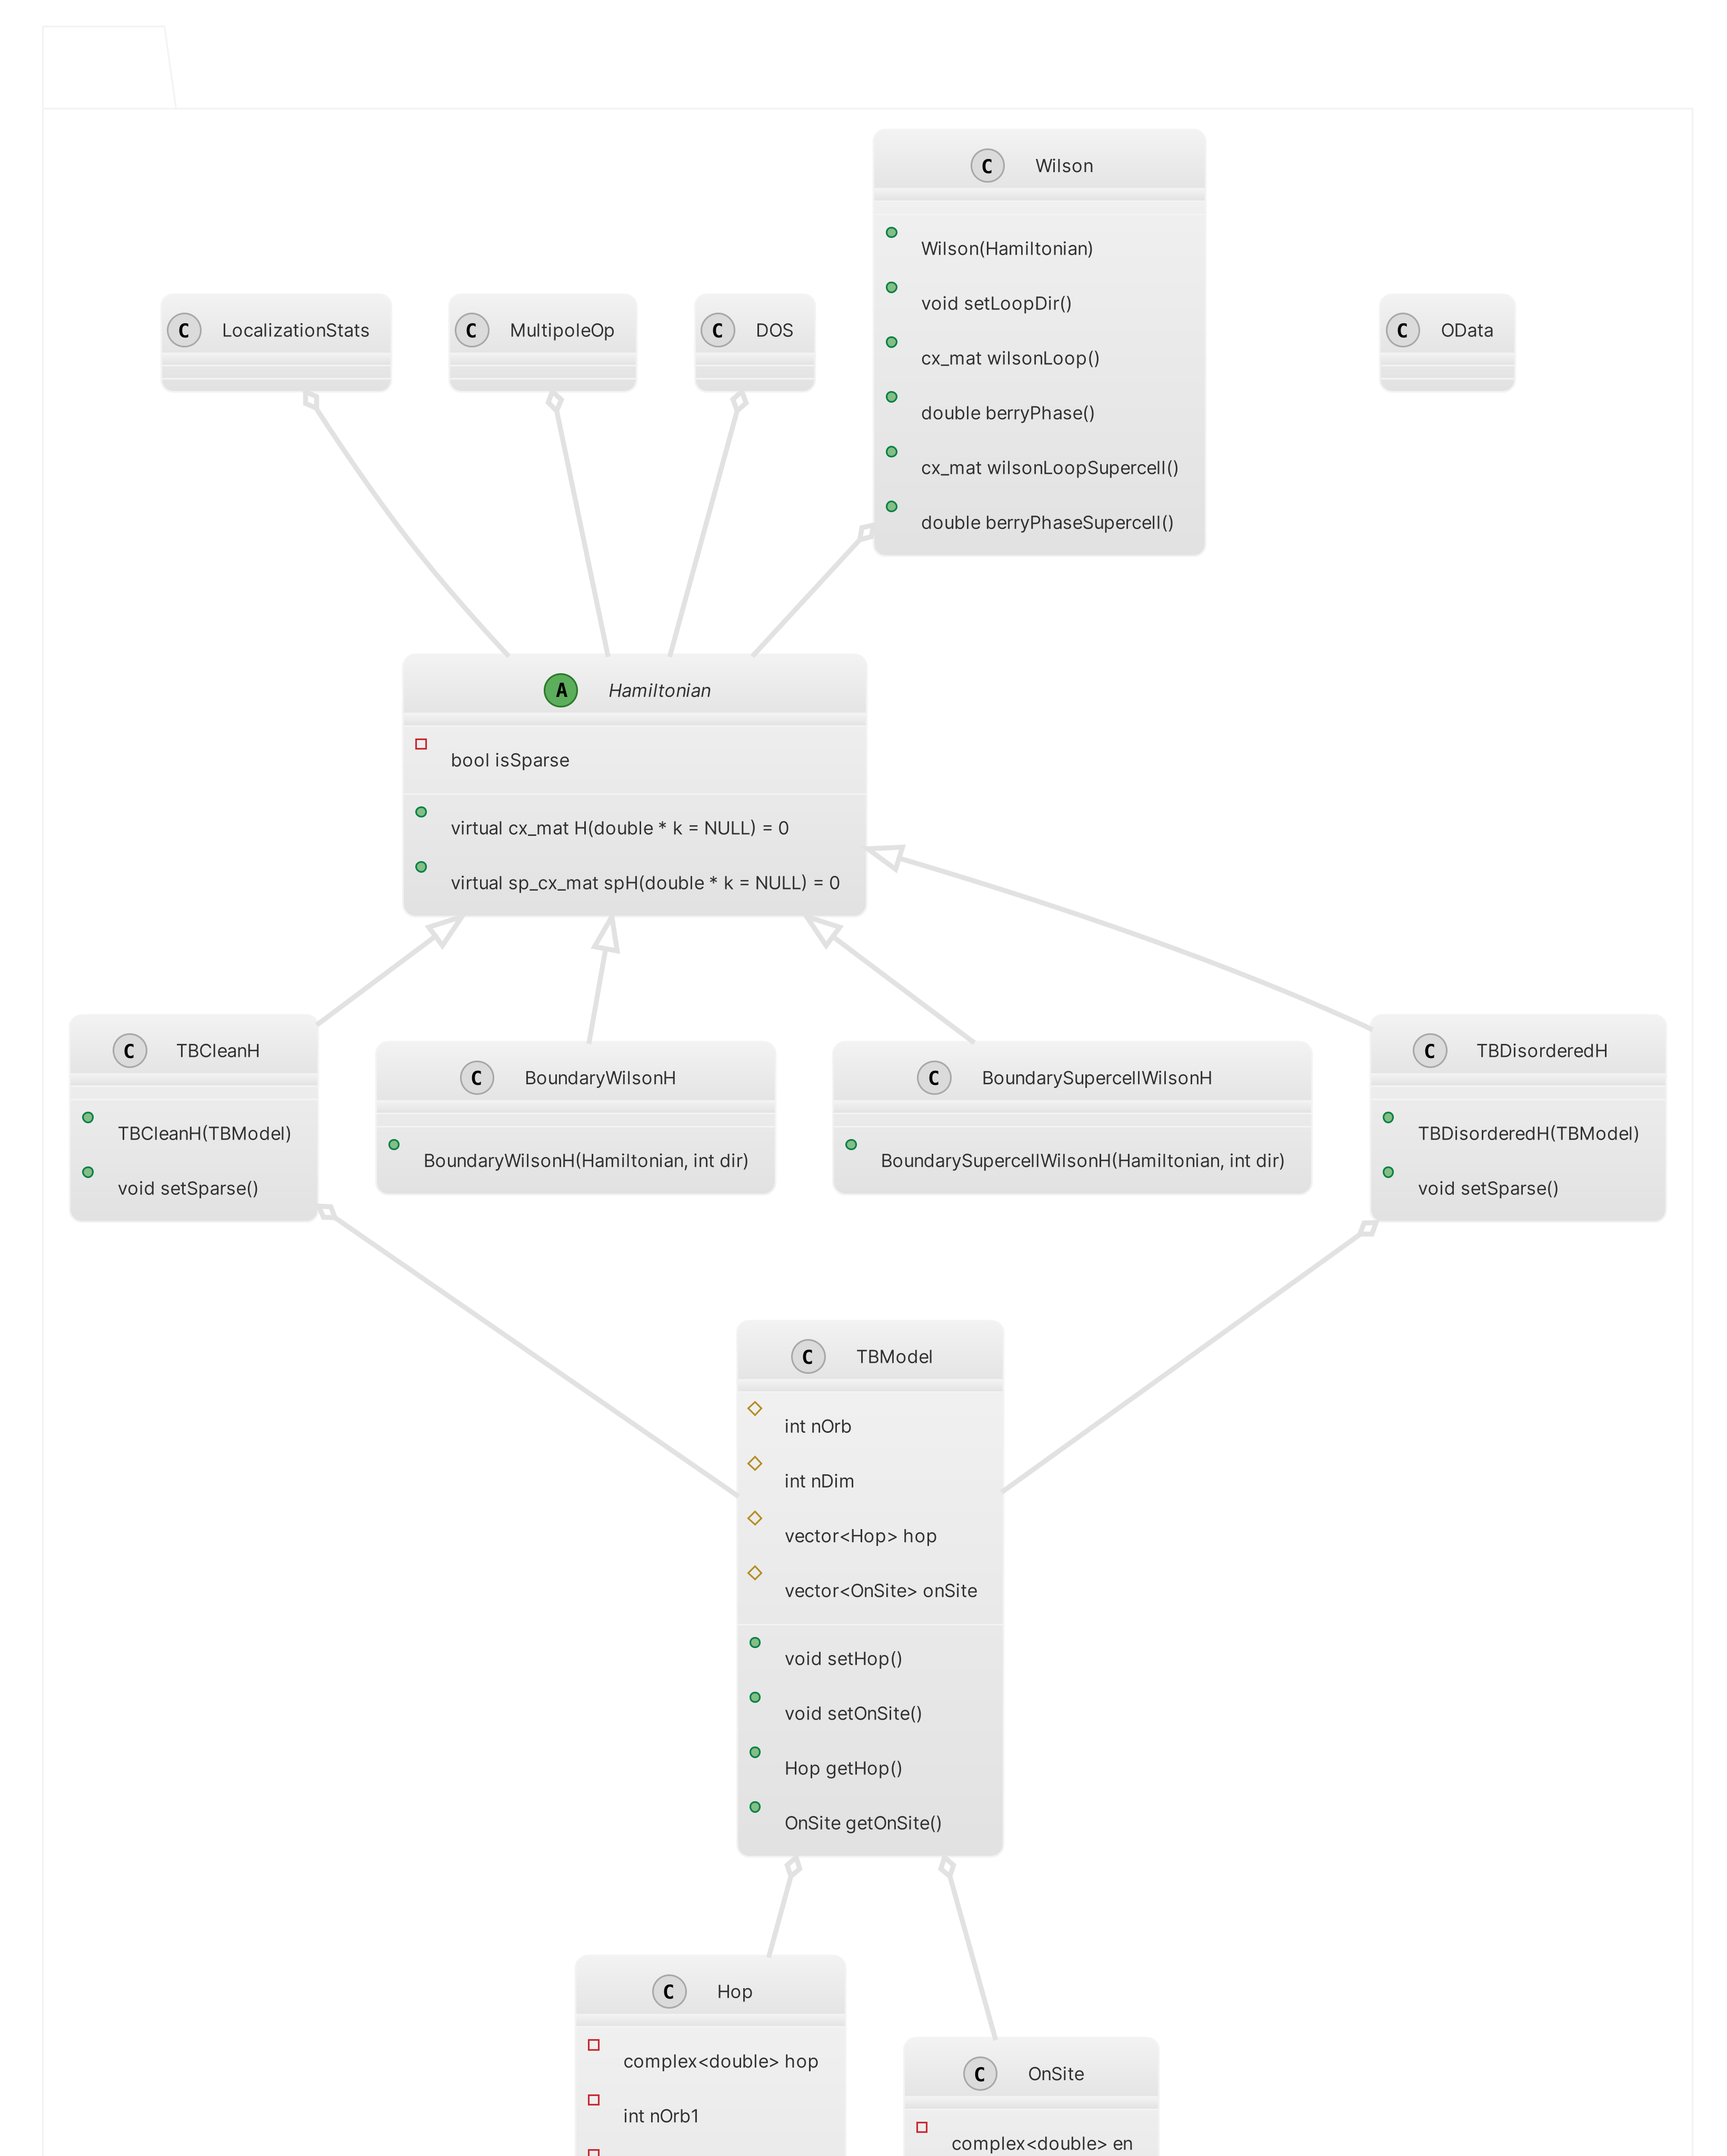 C Wilson
Wilson(Hamiltonian)
void setLoopDir()
cx_mat wilsonLoop()
double berryPhase()
cx_mat wilsonLoopSupercell()
double berryPhaseSupercell()
C LocalizationStats
C MultipoleOp
C DOS
C OData
A Hamiltonian
bool isSparse
virtual cx_mat H(double * k = NULL) = 0
virtual sp_cx_mat spH(double * k = NULL) = 0
C TBCleanH
TBCleanH(TBModel)
void setSparse()
C BoundaryWilsonH
BoundaryWilsonH(Hamiltonian, int dir)
C BoundarySupercellWilsonH
BoundarySupercellWilsonH(Hamiltonian, int dir)
C TBDisorderedH
TBDisorderedH(TBModel)
void setSparse()
C TBModel
int nOrb
int nDim
vector<Hop> hop
vector<OnSite> onSite
void setHop()
void setOnSite()
Hop getHop()
OnSite getOnSite()
C Hop
complex<double> hop
int nOrb1
C OnSite
complex<double> en